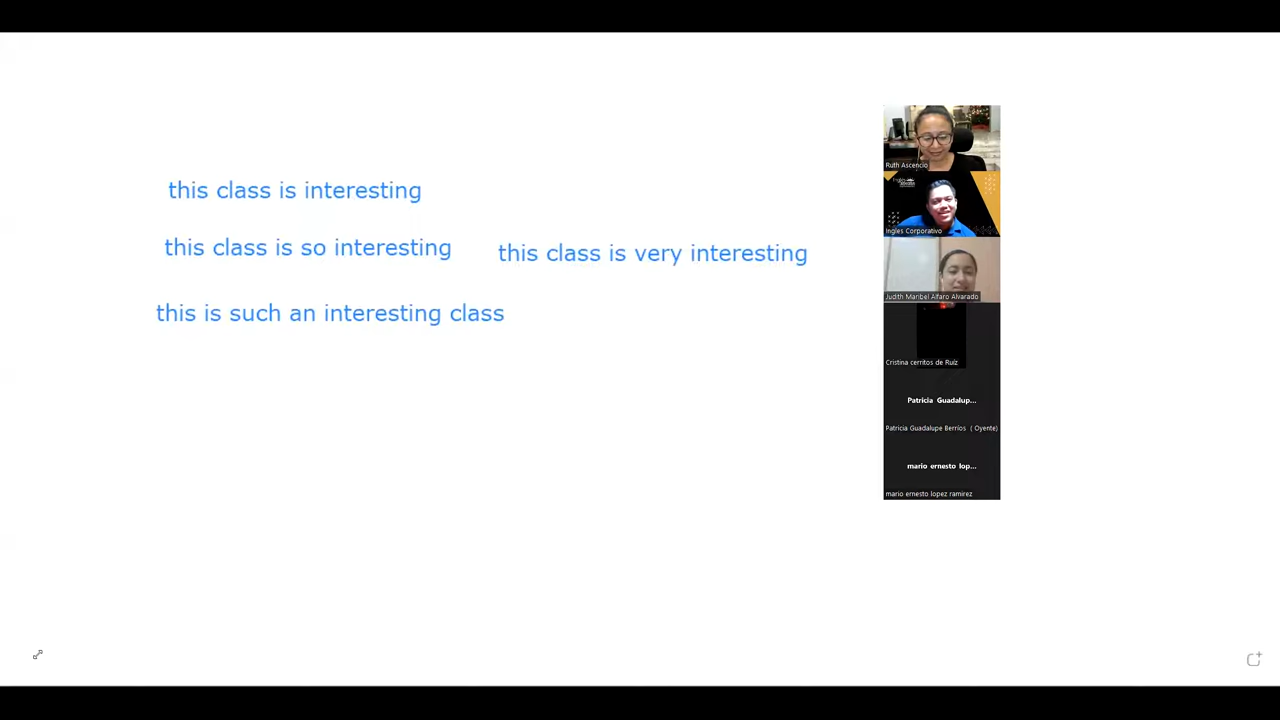 this class is interesting
this class is so interesting
this class is very interesting
this is such an interesting class
Ruth Ascencio
Ingles Corporativo
Judith Maribel Alfaro Alvarado
Cristina cerritos de Ruíz
Patricia Guadalup...
Patricia Guadalupe Berríos ( Oyente)
mario ernesto lop...
mario ernesto lopez ramirez